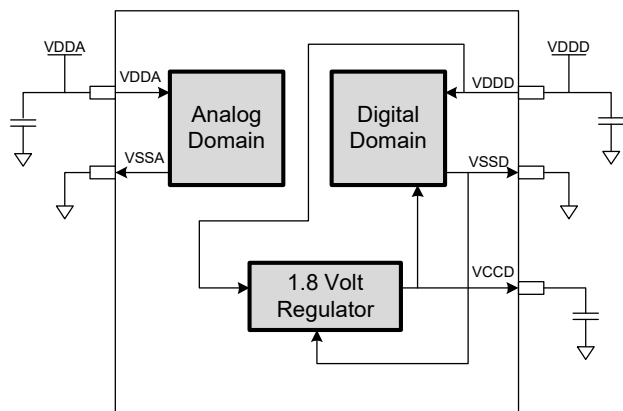 VDDA
VDDD
VDDA
VDDD
Analog
Domain
Digital
Domain
VSSA
VSSD
VCCD
1.8 Volt
Regulator